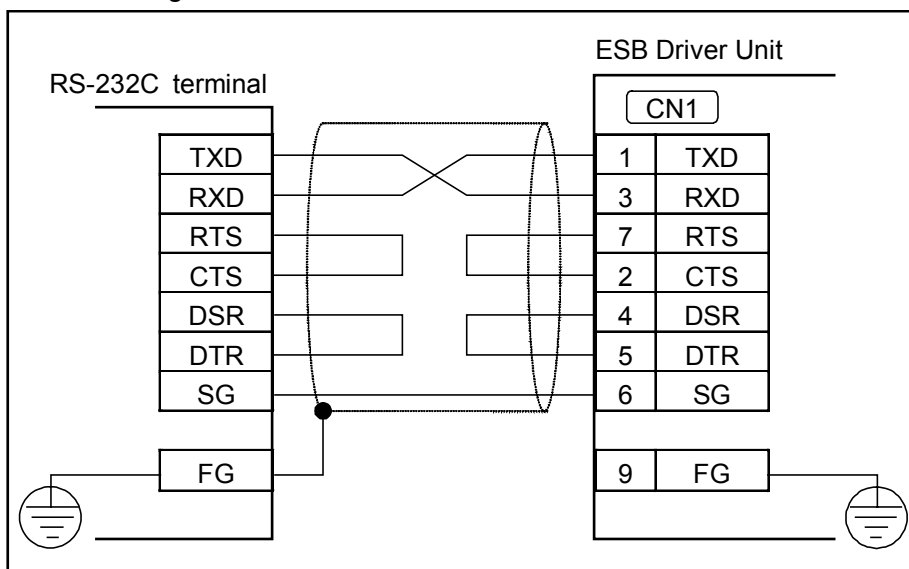 ESB Driver Unit
RS-232C terminal
CN1
TXD 1 TXD
RXD 3 RXD
RTS 7 RTS
CTS 2 CTS
DSR 4 DSR
DTR 5 DTR
SG 6 SG
FG 9 FG